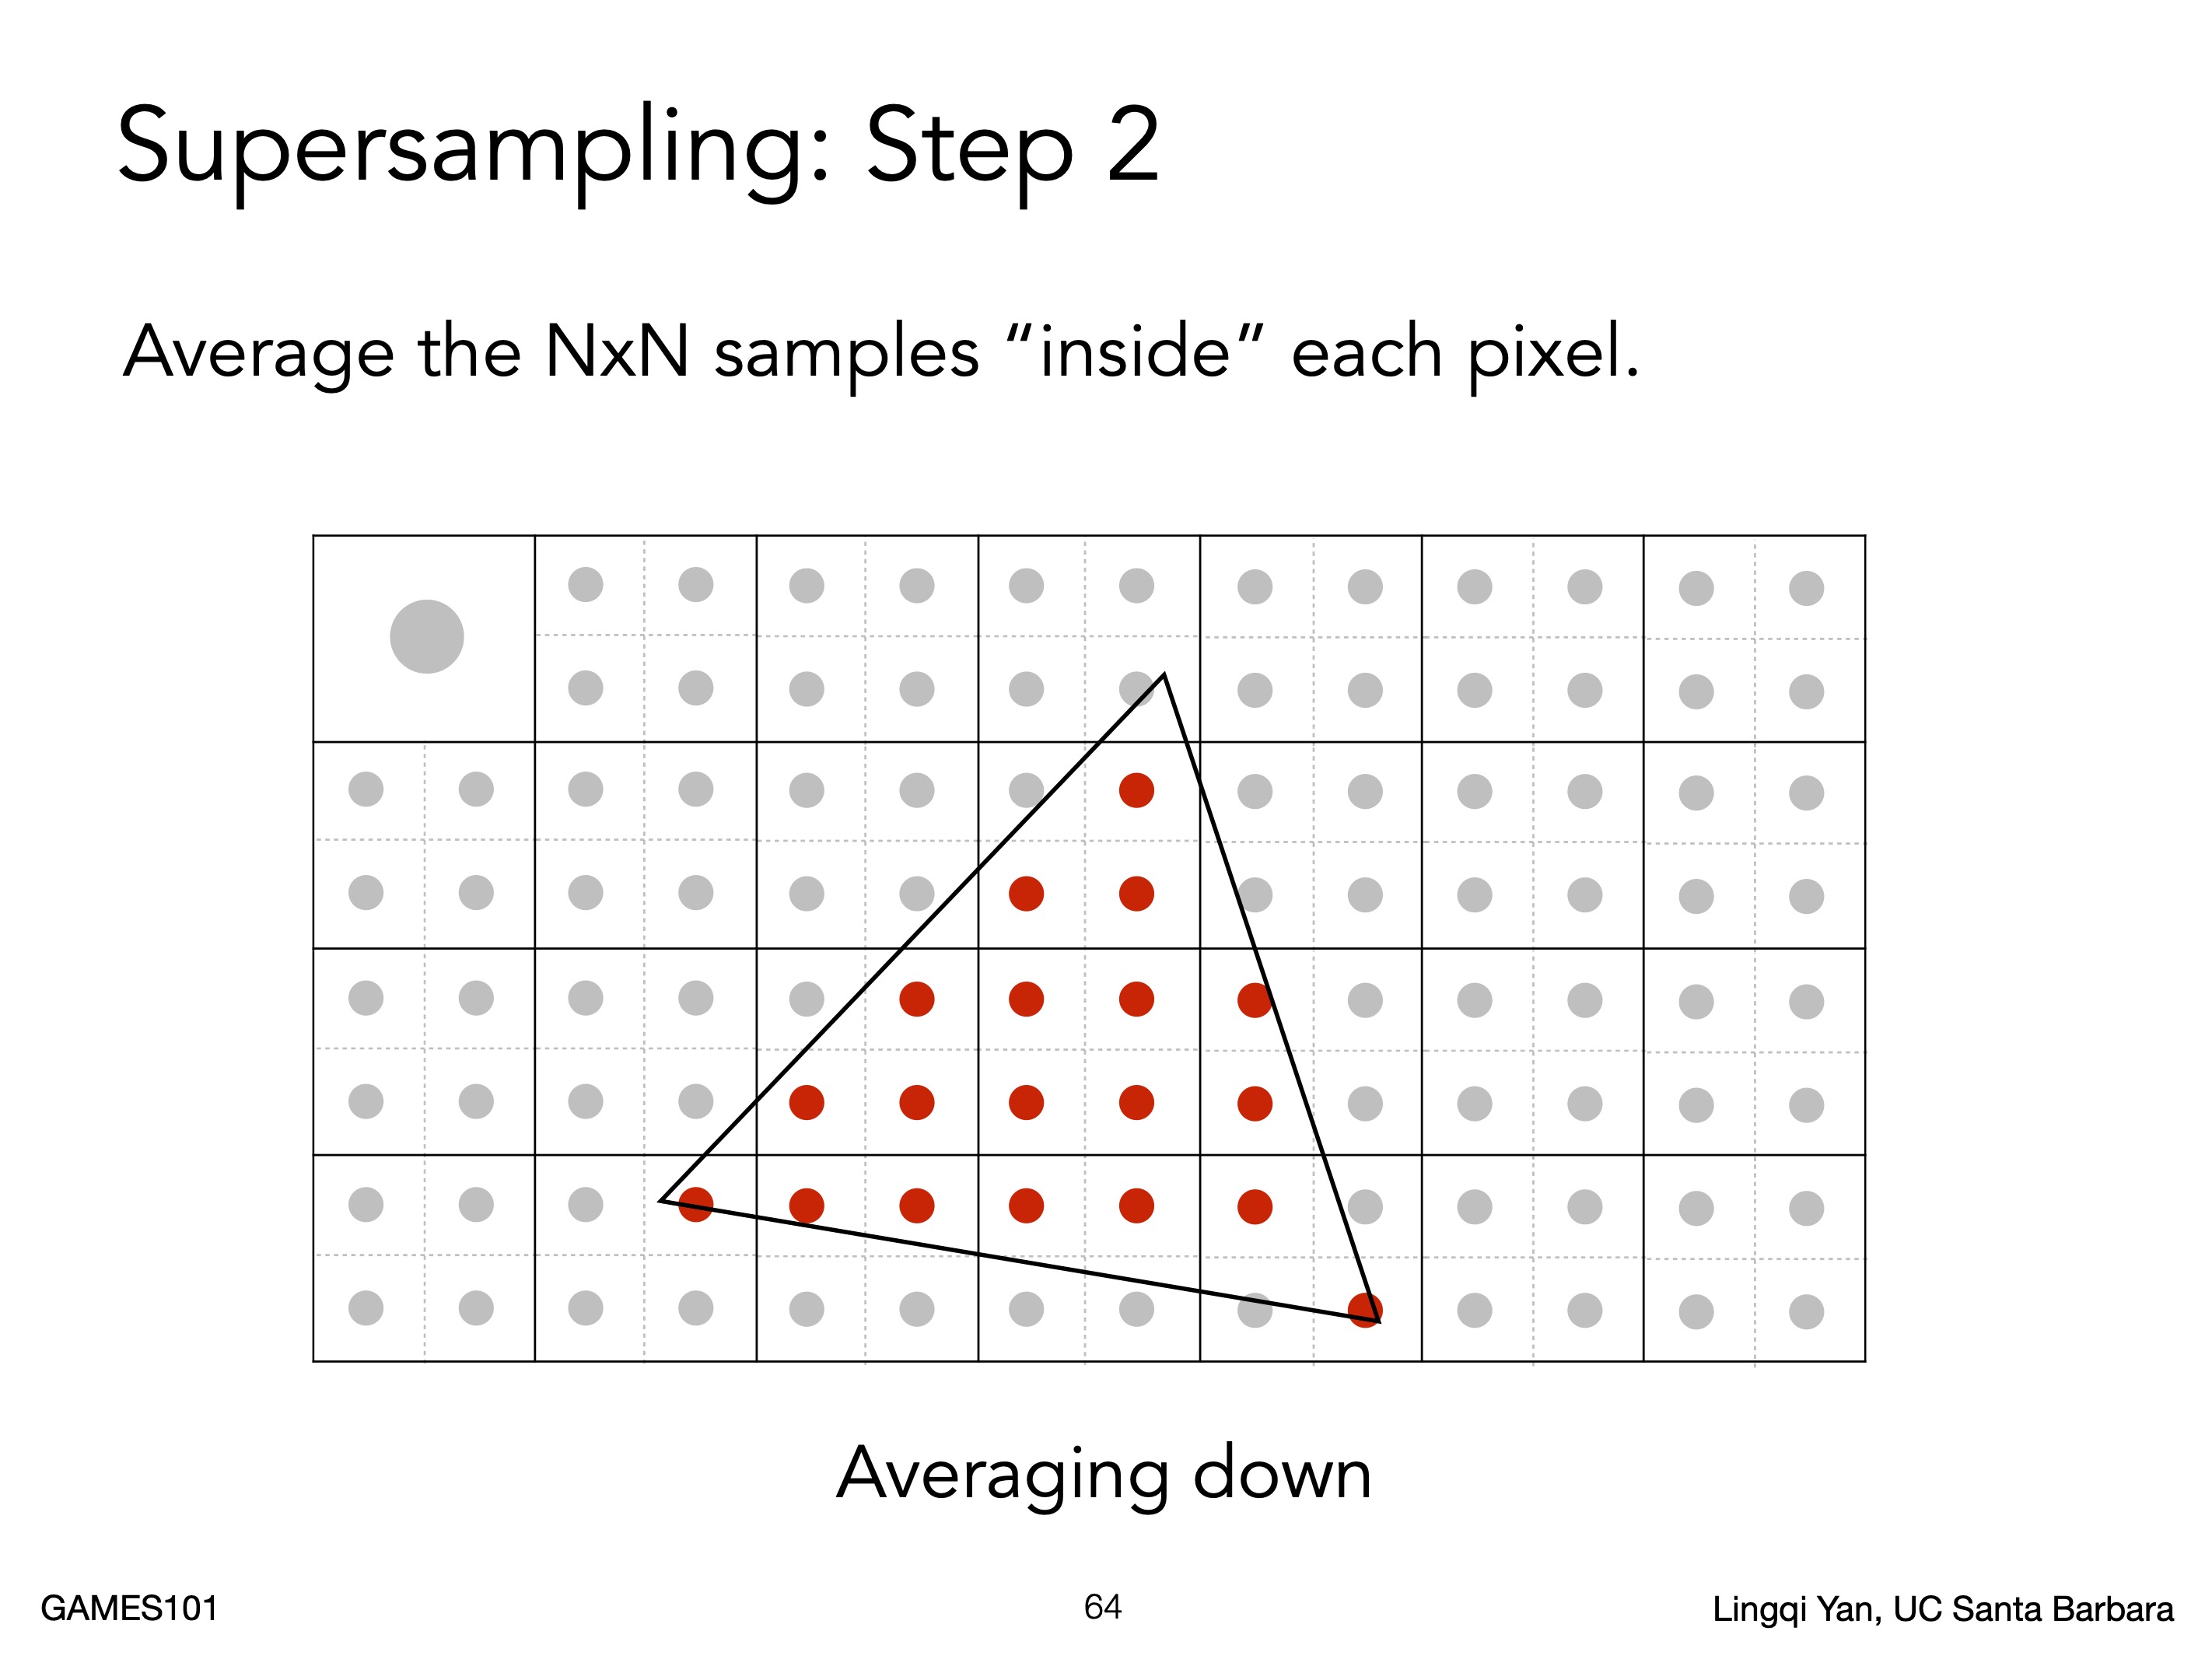 Supersampling: Step 2
Average the NxN samples “inside” each pixel.
Averaging down
GAMES101
64
Lingqi Yan, UC Santa Barbara